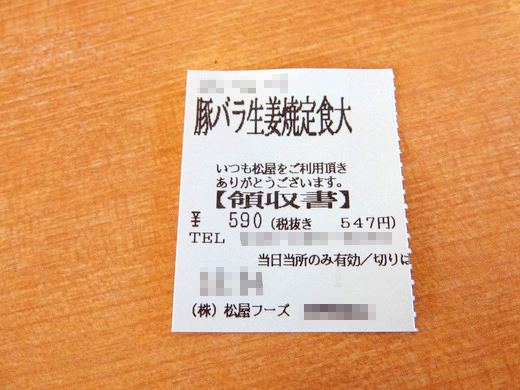 豚バラ生姜焼定食大
いつも松屋をご利用頂き
ありがとうございます。
【領収書】
¥ 590 (税抜き 547円)
TEL
当日当所のみ有効／切りは
(株) 松屋フーズ